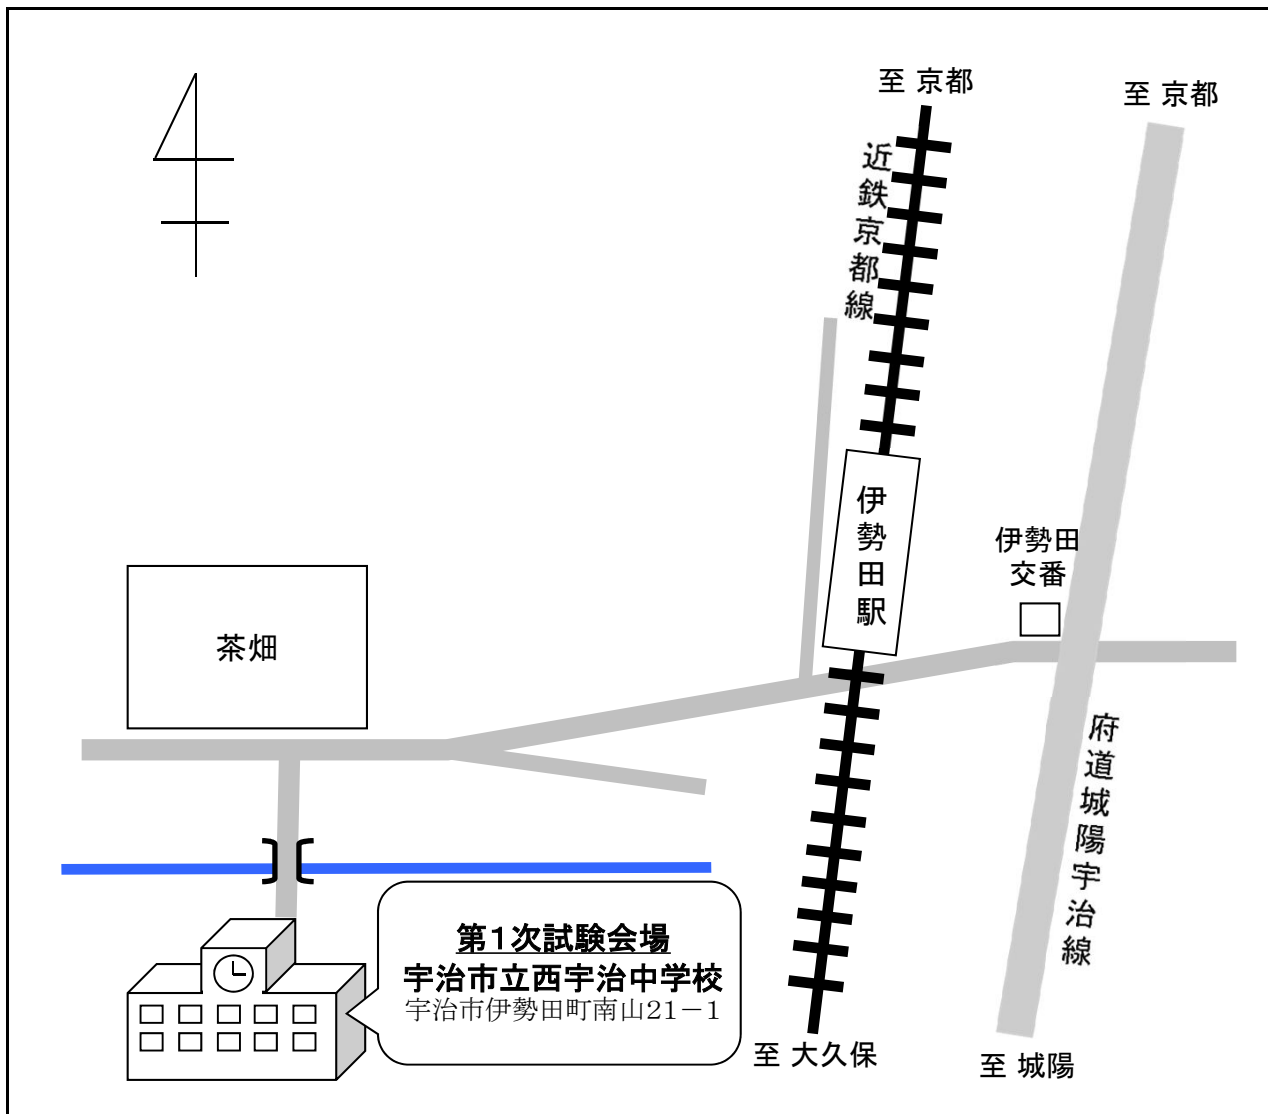 至 京都
至 京都
近鉄京都線
伊勢田駅
伊勢田
交番
茶畑
府道城陽宇治線
第1次試験会場
宇治市立西宇治中学校
宇治市伊勢田町南山21－1
至 大久保
至 城陽